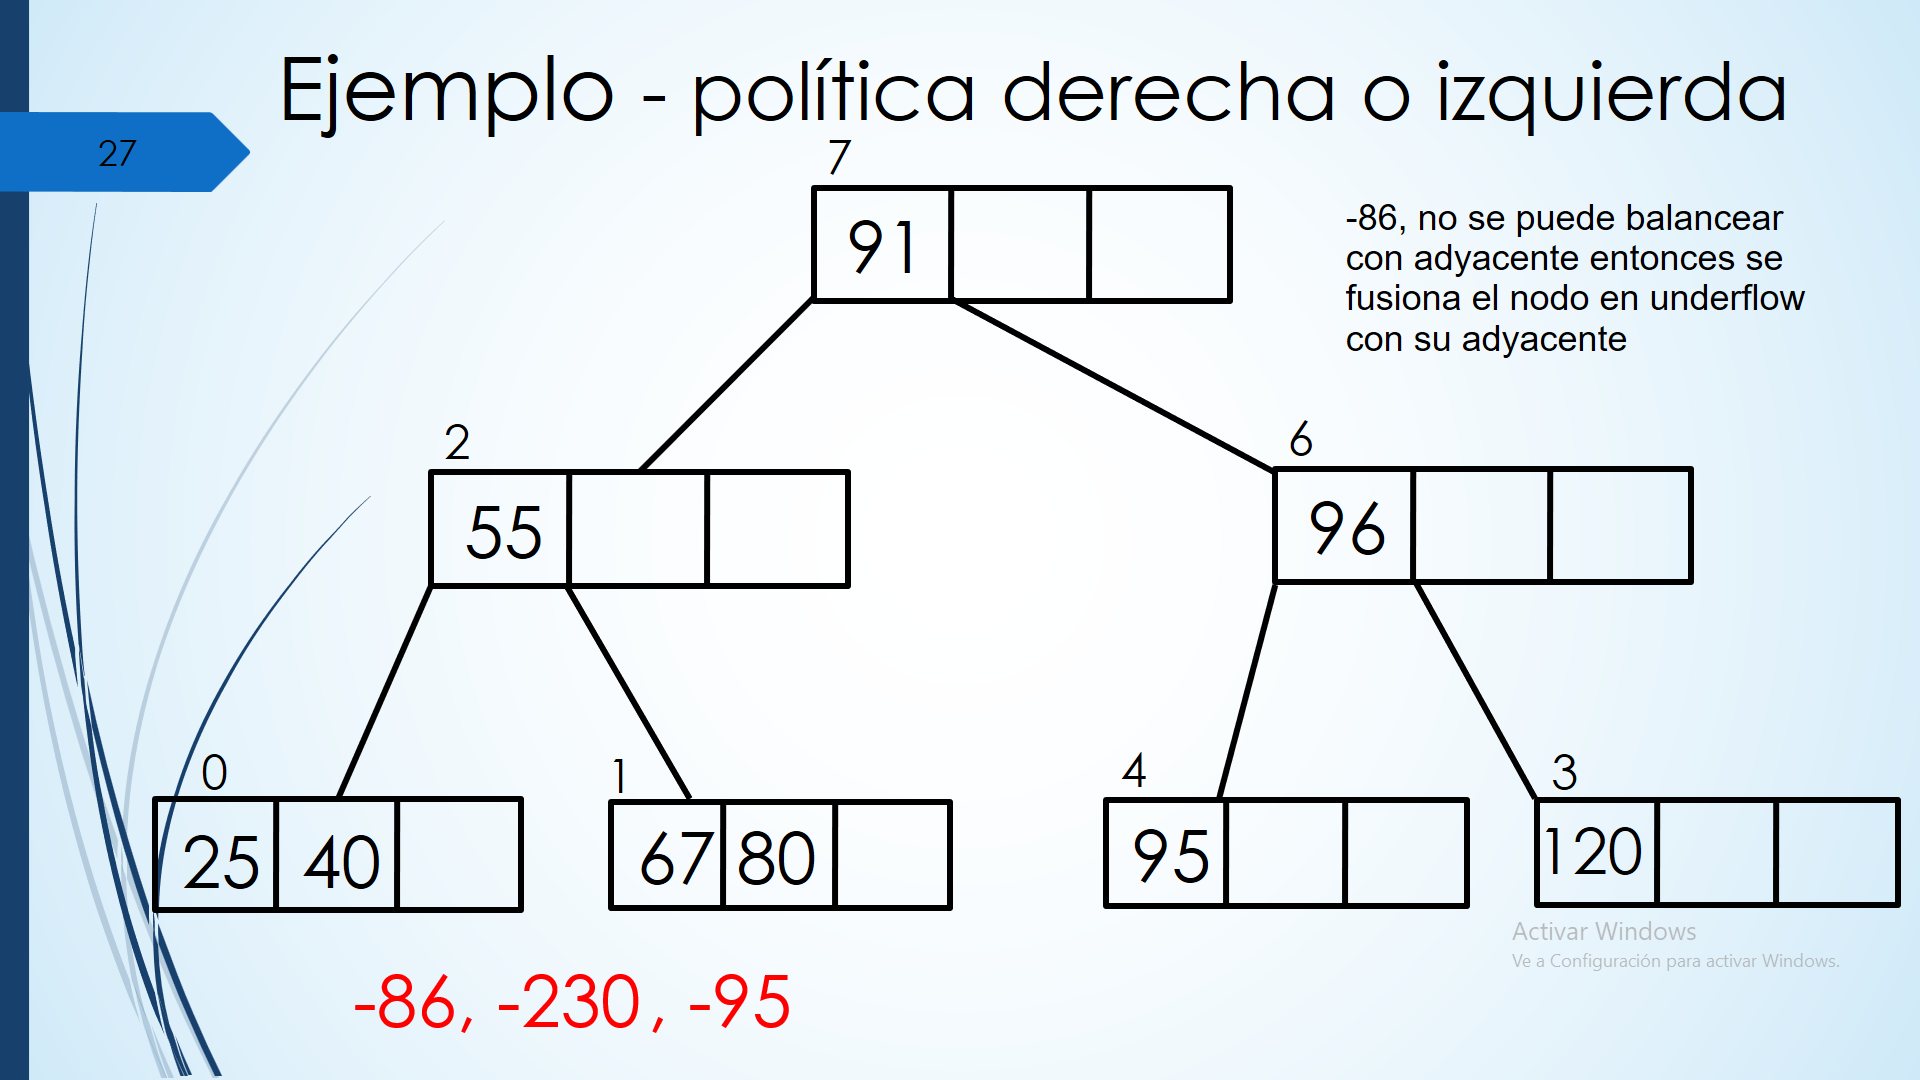 Ejemplo - política derecha o izquierda
27
7
91
-86, no se puede balancear
con adyacente entonces se
fusiona el nodo en underflow
con su adyacente
2
6
55
96
0
1
4
3
25 40
67 80
95
120
Activar Windows
Ve a Configuración para activar Windows.
-86, -230, -95